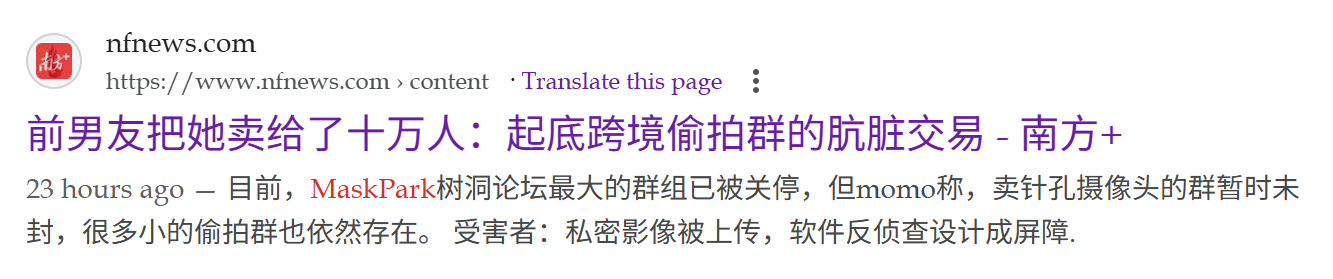 南方+
nfnews.com
https://www.nfnews.com › content · Translate this page
前男友把她卖给了十万人：起底跨境偷拍群的肮脏交易 - 南方+
23 hours ago — 目前，MaskPark树洞论坛最大的群组已被关停，但momo称，卖针孔摄像头的群暂时未
封，很多小的偷拍群也依然存在。 受害者：私密影像被上传，软件反侦查设计成屏障.